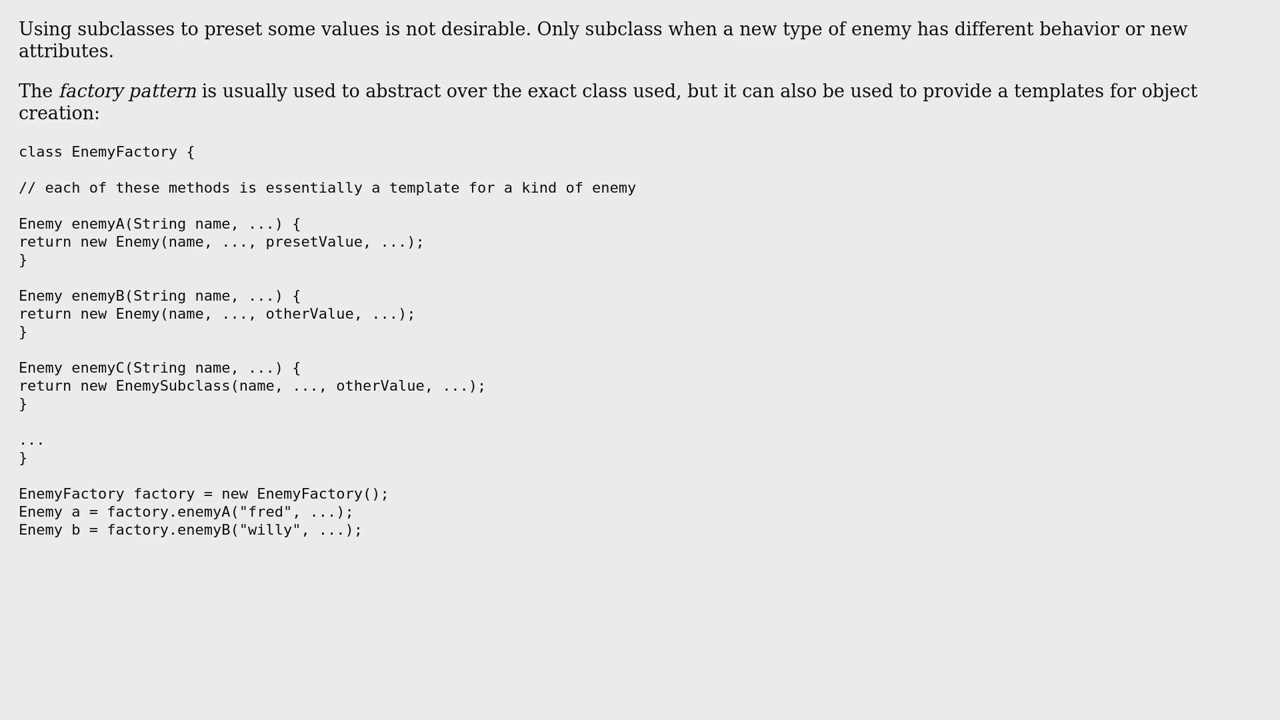 Using subclasses to preset some values is not desirable. Only subclass when a new type of enemy has different behavior or new
attributes.
The factory pattern is usually used to abstract over the exact class used, but it can also be used to provide a templates for object
creation:
class EnemyFactory {
// each of these methods is essentially a template for a kind of enemy
Enemy enemyA(String name, ...) {
return new Enemy(name, ..., presetValue, ...);
}
Enemy enemyB(String name, ...) {
return new Enemy(name, ..., otherValue, ...);
}
Enemy enemyC(String name, ...) {
return new EnemySubclass(name, ..., otherValue, ...);
}
...
}
EnemyFactory factory = new EnemyFactory();
Enemy a = factory.enemyA("fred", ...);
Enemy b = factory.enemyB("willy", ...);